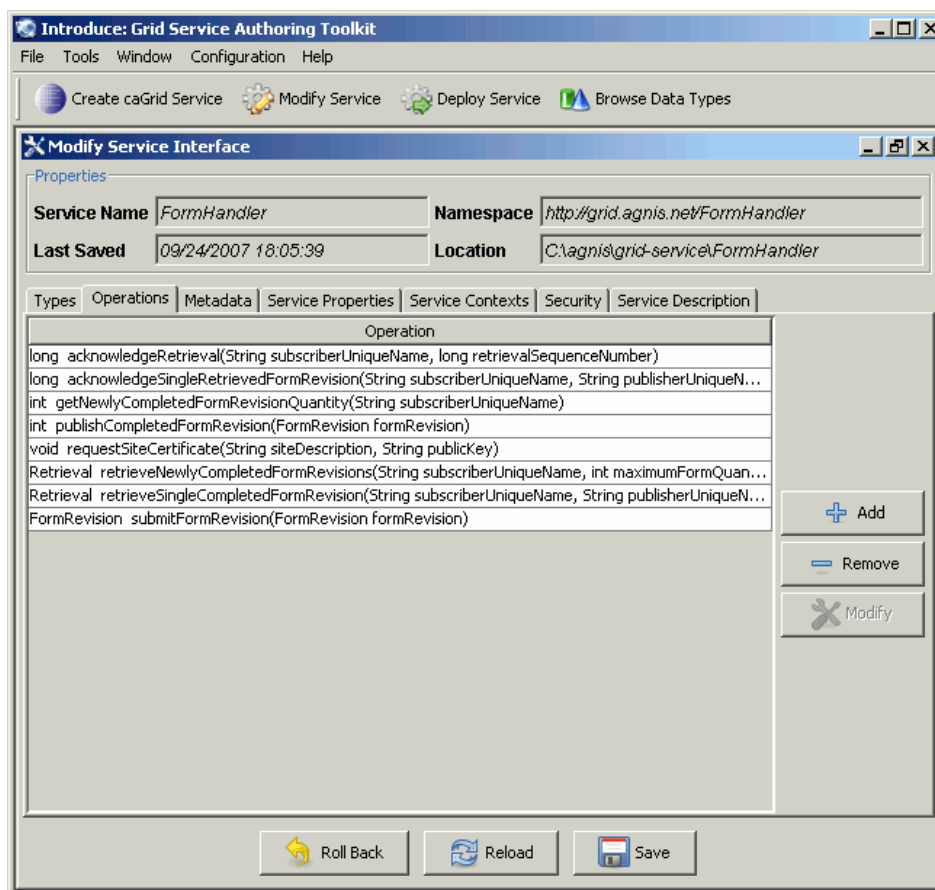 Introduce: Grid Service Authoring Toolkit
File Tools Window Configuration Help
Create caGrid Service Modify Service Deploy Service Browse Data Types
Modify Service Interface
Properties
Service Name FormHandler Namespace http://grid.agnis.net/FormHandler
Last Saved 09/24/2007 18:05:39 Location C:\agnis\grid-service\FormHandler
Types Operations Metadata Service Properties Service Contexts Security Service Description
Operation
long acknowledgeRetrieval(String subscriberUniqueName, long retrievalSequenceNumber)
long acknowledgeSingleRetrievedFormRevision(String subscriberUniqueName, String publisherUniqueN...
int getNewlyCompletedFormRevisionQuantity(String subscriberUniqueName)
int publishCompletedFormRevision(FormRevision formRevision)
void requestSiteCertificate(String siteDescription, String publicKey)
Retrieval retrieveNewlyCompletedFormRevisions(String subscriberUniqueName, int maximumFormQuan...
Retrieval retrieveSingleCompletedFormRevision(String subscriberUniqueName, String publisherUniqueN...
FormRevision submitFormRevision(FormRevision formRevision)
Add
Remove
Modify
Roll Back Reload Save